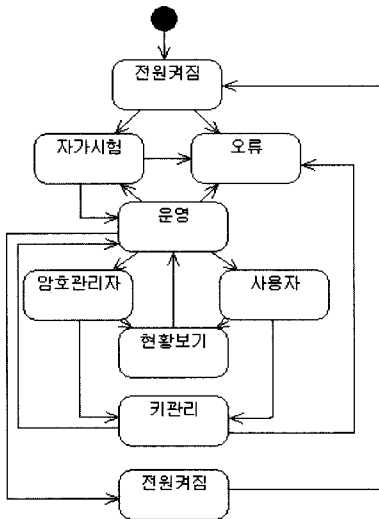 전원켜짐
자가시험
오류
운영
암호관리자
사용자
현황보기
키관리
전원켜짐